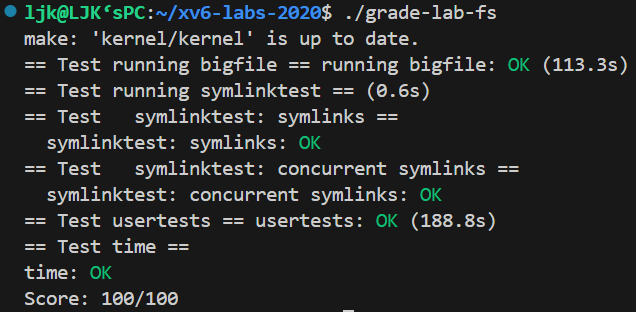 ljk@LJK‘sPC:~/xv6-labs-2020$ ./grade-lab-fs
make: 'kernel/kernel' is up to date.
== Test running bigfile == running bigfile: OK (113.3s)
== Test running symlinktest == (0.6s)
== Test   symlinktest: symlinks ==
  symlinktest: symlinks: OK
== Test   symlinktest: concurrent symlinks ==
  symlinktest: concurrent symlinks: OK
== Test usertests == usertests: OK (188.8s)
== Test time ==
time: OK
Score: 100/100